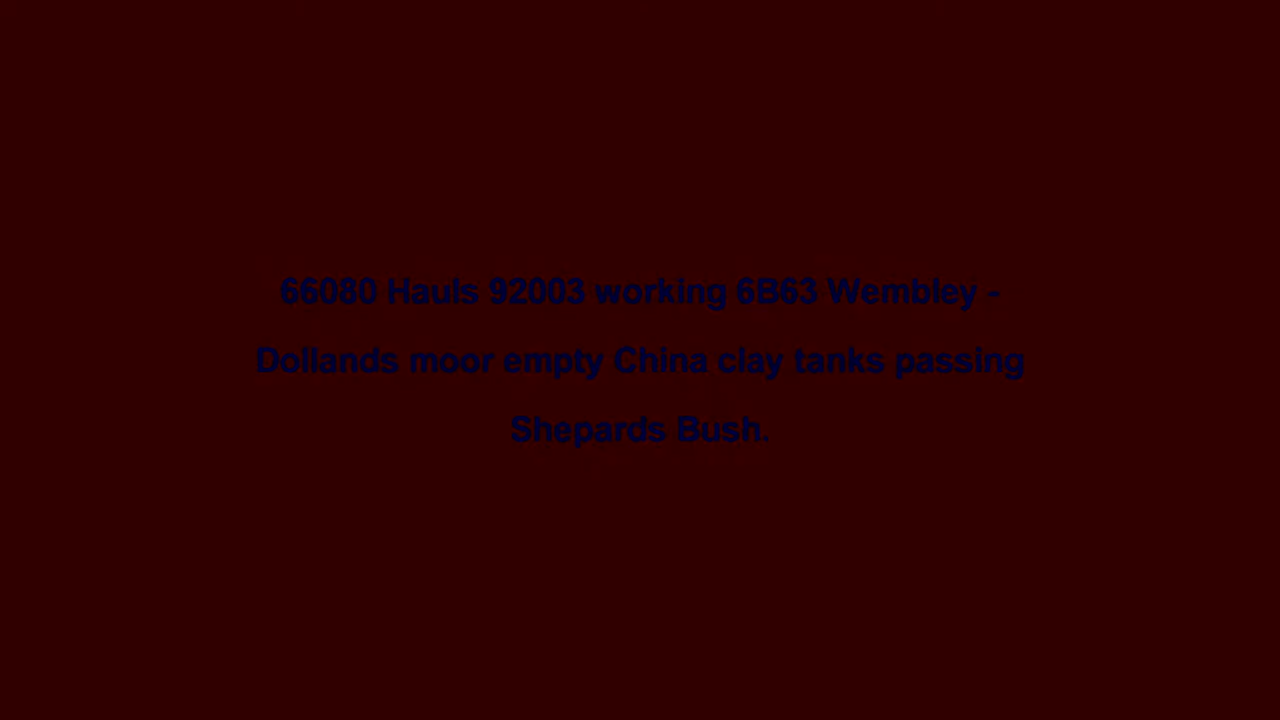 66080 Hauls 92003 working 6B63 Wembley -
Dollands moor empty China clay tanks passing
Shepards Bush.